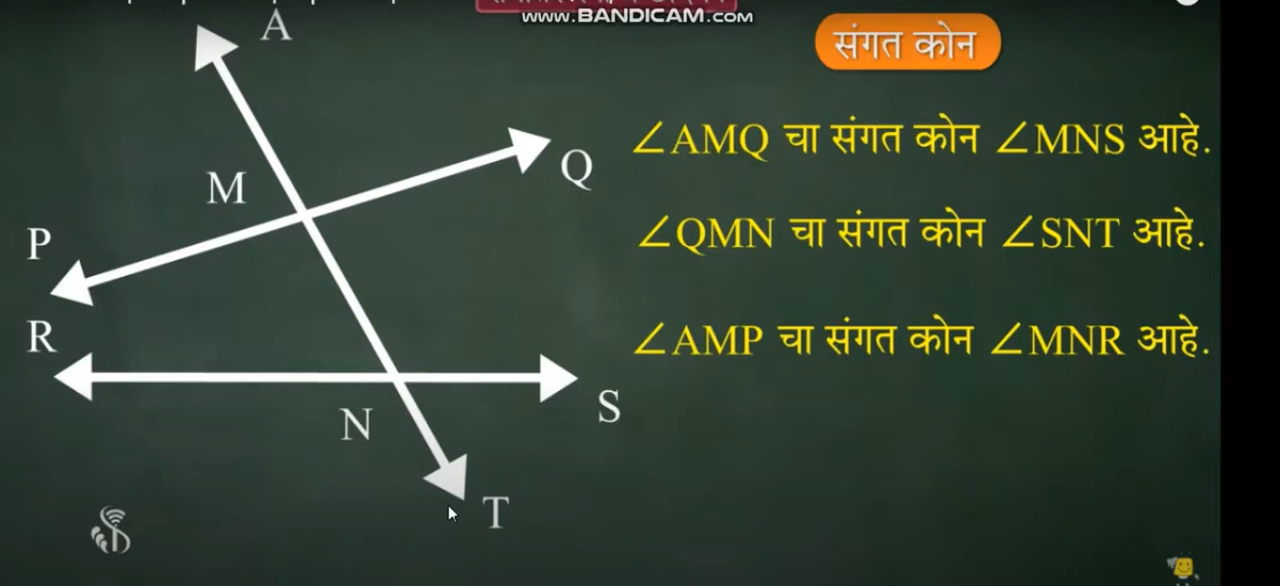 www.BANDICAM.com
संगत कोन
A
Q
M
P
R
S
N
T
∠AMQ चा संगत कोन ∠MNS आहे.
∠QMN चा संगत कोन ∠SNT आहे.
∠AMP चा संगत कोन ∠MNR आहे.